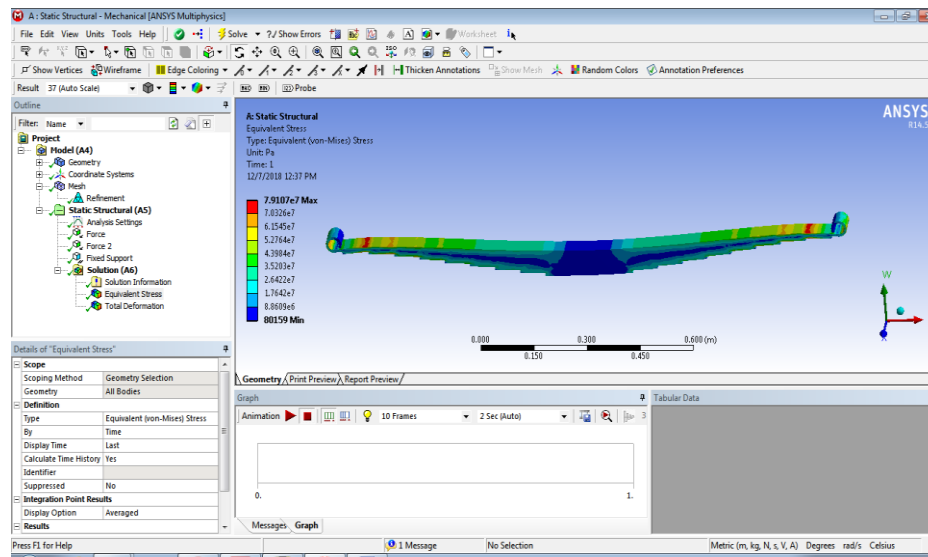 A : Static Structural - Mechanical [ANSYS Multiphysics]
File Edit View Units Tools Help Solve ?/ Show Errors Worksheet
Show Vertices Wireframe Edge Coloring Thicken Annotations Show Mesh Random Colors Annotation Preferences
Result 37 (Auto Scale) Probe
Outline
Filter: Name
Project
Model (A4)
Geometry
Coordinate Systems
Mesh
Refinement
Static Structural (A5)
Analysis Settings
Force
Force 2
Fixed Support
Solution (A6)
Solution Information
Equivalent Stress
Total Deformation
A: Static Structural
Equivalent Stress
Type: Equivalent (von-Mises) Stress
Unit: Pa
Time: 1
12/7/2018 12:37 PM
7.9107e7 Max
7.0326e7
6.1545e7
5.2764e7
4.3984e7
3.5203e7
2.6422e7
1.7642e7
8.8609e6
80159 Min
ANSYS
R14.5
W
X
0.000 0.300 0.600 (m)
0.150 0.450
Geometry Print Preview Report Preview
Details of "Equivalent Stress"
Scope
Scoping Method Geometry Selection
Geometry All Bodies
Definition
Type Equivalent (von-Mises) Stress
By Time
Display Time Last
Calculate Time History Yes
Identifier
Suppressed No
Integration Point Results
Display Option Averaged
Results
Graph
Animation 10 Frames 2 Sec (Auto) 3
0. 1.
Messages Graph
Tabular Data
Press F1 for Help 1 Message No Selection Metric (m, kg, N, s, V, A) Degrees rad/s Celsius